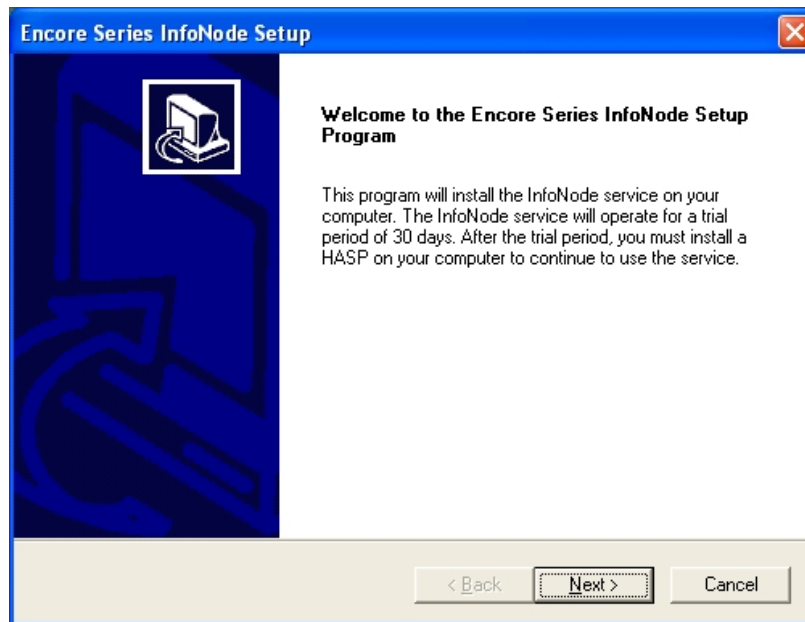 Encore Series InfoNode Setup
Welcome to the Encore Series InfoNode Setup
Program
This program will install the InfoNode service on your
computer. The InfoNode service will operate for a trial
period of 30 days. After the trial period, you must install a
HASP on your computer to continue to use the service.
< Back
Next >
Cancel